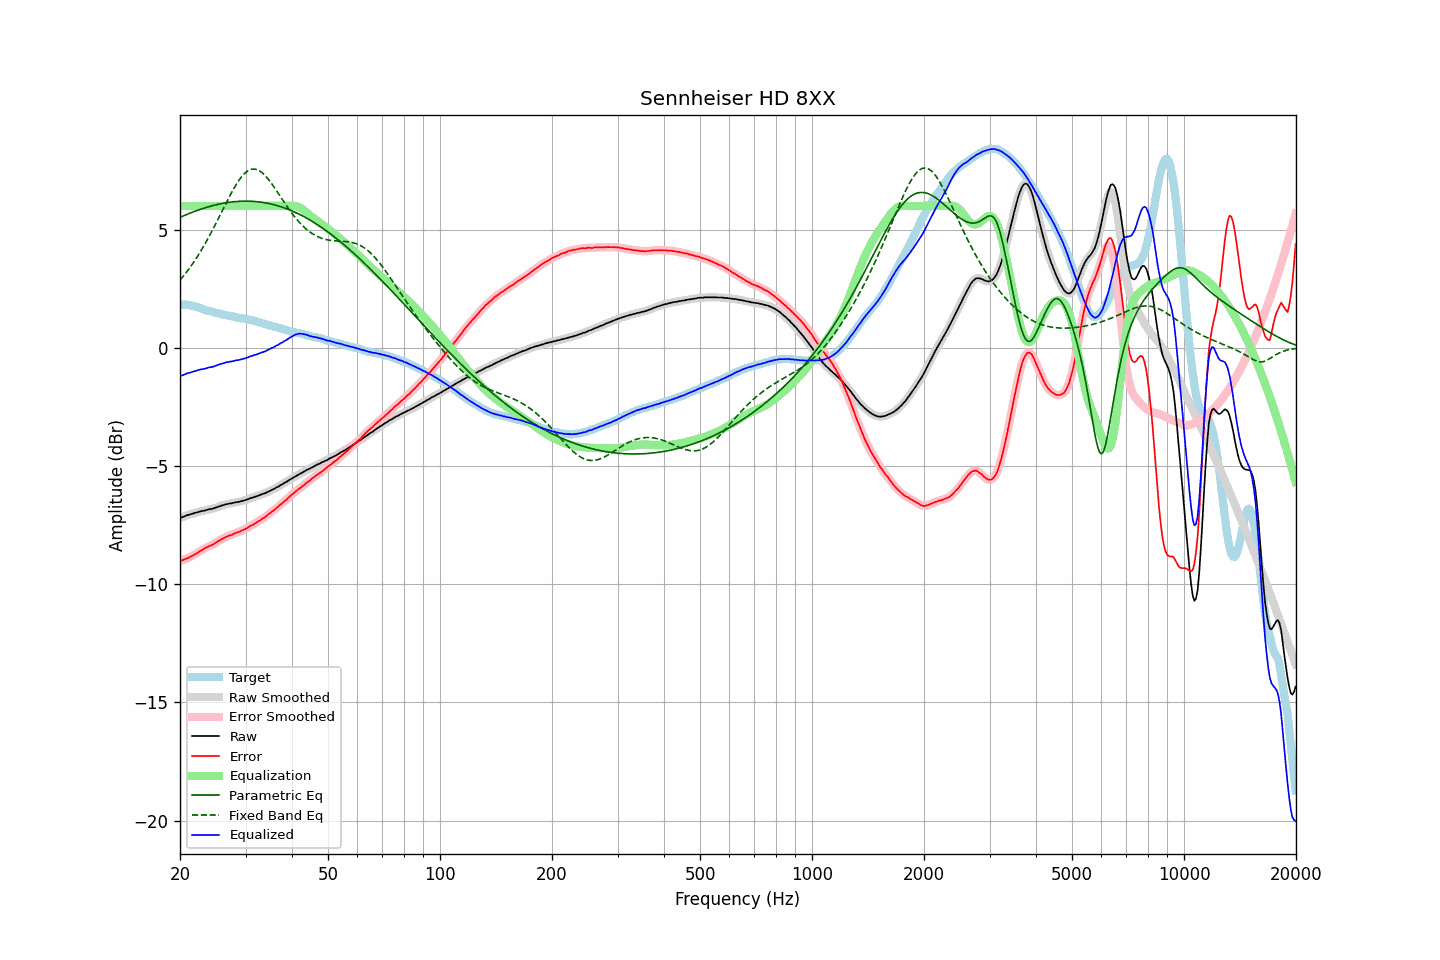 Sennheiser HD 8XX
Amplitude (dBr)
5
0
−5
−10
−15
−20
Target
Raw Smoothed
Error Smoothed
Raw
Error
Equalization
Parametric Eq
Fixed Band Eq
Equalized
20 50 100 200 500 1000 2000 5000 10000 20000
Frequency (Hz)